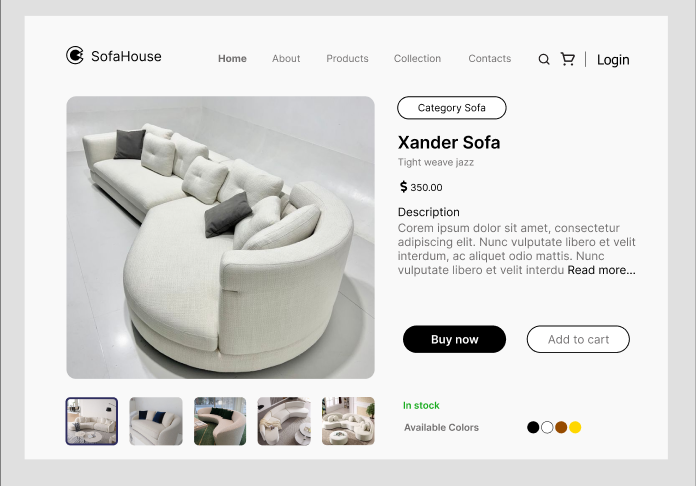 SofaHouse
Home
About
Products
Collection
Contacts
Login
Category Sofa
Xander Sofa
Tight weave jazz
$ 350.00
Description
Corem ipsum dolor sit amet, consectetur
adipiscing elit. Nunc vulputate libero et velit
interdum, ac aliquet odio mattis. Nunc
vulputate libero et velit interdu Read more...
Buy now
Add to cart
In stock
Available Colors